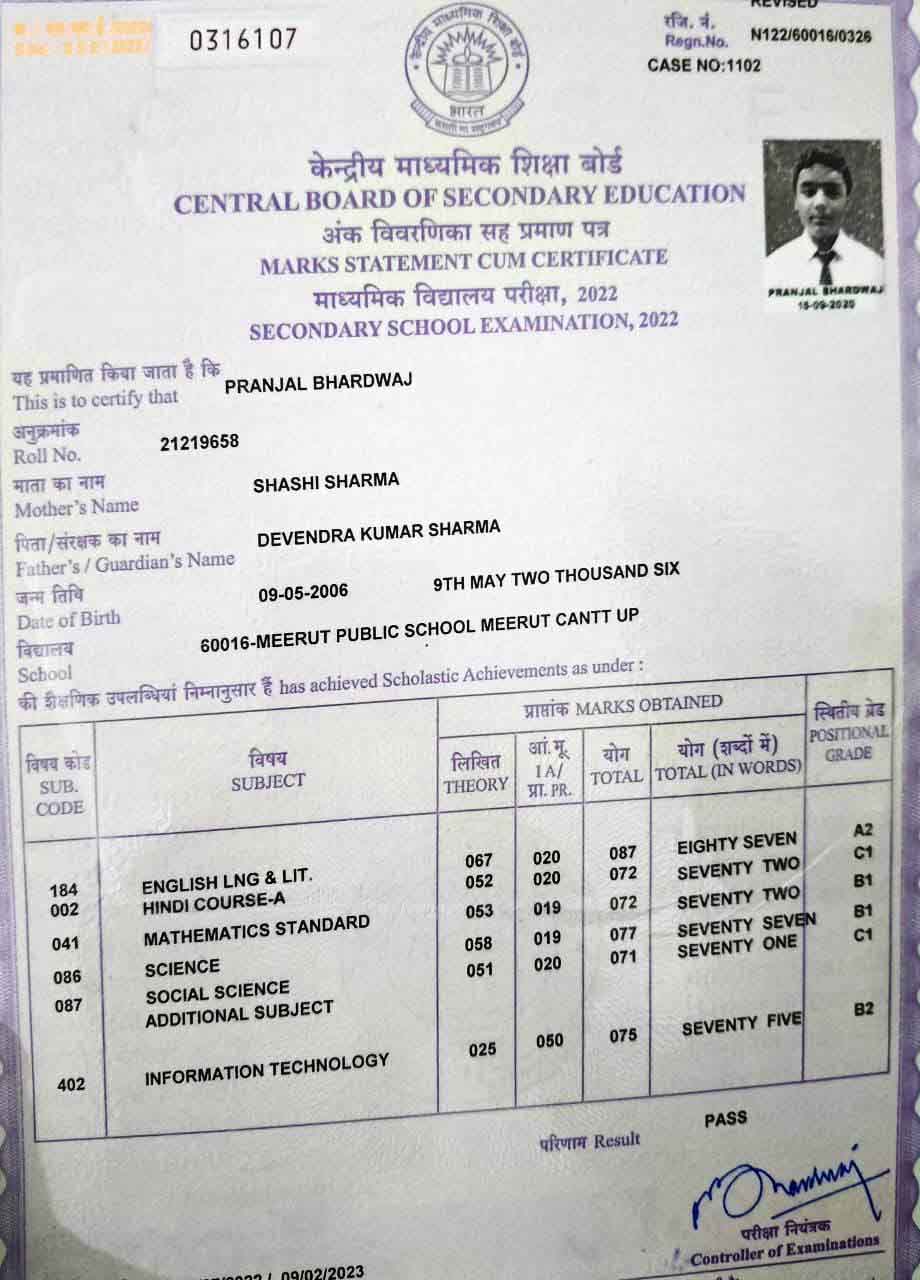 REVISED
0316107
रजि. नं.
Regn.No. N122/60016/0326
CASE NO:1102
केन्द्रीय माध्यमिक शिक्षा बोर्ड
भारत
केन्द्रीय माध्यमिक शिक्षा बोर्ड
CENTRAL BOARD OF SECONDARY EDUCATION
अंक विवरणिका सह प्रमाण पत्र
MARKS STATEMENT CUM CERTIFICATE
माध्यमिक विद्यालय परीक्षा, 2022
SECONDARY SCHOOL EXAMINATION, 2022
PRANJAL BHARDWAJ
15-09-2020
यह प्रमाणित किया जाता है कि
This is to certify that PRANJAL BHARDWAJ
अनुक्रमांक
Roll No. 21219658
माता का नाम
Mother's Name SHASHI SHARMA
पिता/संरक्षक का नाम
Father's / Guardian's Name DEVENDRA KUMAR SHARMA
जन्म तिथि
Date of Birth 09-05-2006 9TH MAY TWO THOUSAND SIX
विद्यालय
School 60016-MEERUT PUBLIC SCHOOL MEERUT CANTT UP
की शैक्षणिक उपलब्धियां निम्नानुसार हैं has achieved Scholastic Achievements as under :
विषय कोड
SUB. CODE
विषय
SUBJECT
प्राप्तांक MARKS OBTAINED
लिखित
THEORY
आं.मू.
IA/
प्रा. PR.
योग
TOTAL
योग (शब्दों में)
TOTAL (IN WORDS)
स्थितीय ग्रेड
POSITIONAL GRADE
184 ENGLISH LNG & LIT. 067 020 087 EIGHTY SEVEN A2
002 HINDI COURSE-A 052 020 072 SEVENTY TWO C1
041 MATHEMATICS STANDARD 053 019 072 SEVENTY TWO B1
086 SCIENCE 058 019 077 SEVENTY SEVEN B1
087 SOCIAL SCIENCE 051 020 071 SEVENTY ONE C1
ADDITIONAL SUBJECT
402 INFORMATION TECHNOLOGY 025 050 075 SEVENTY FIVE B2
परिणाम Result PASS
परीक्षा नियंत्रक
Controller of Examinations
09/02/2023